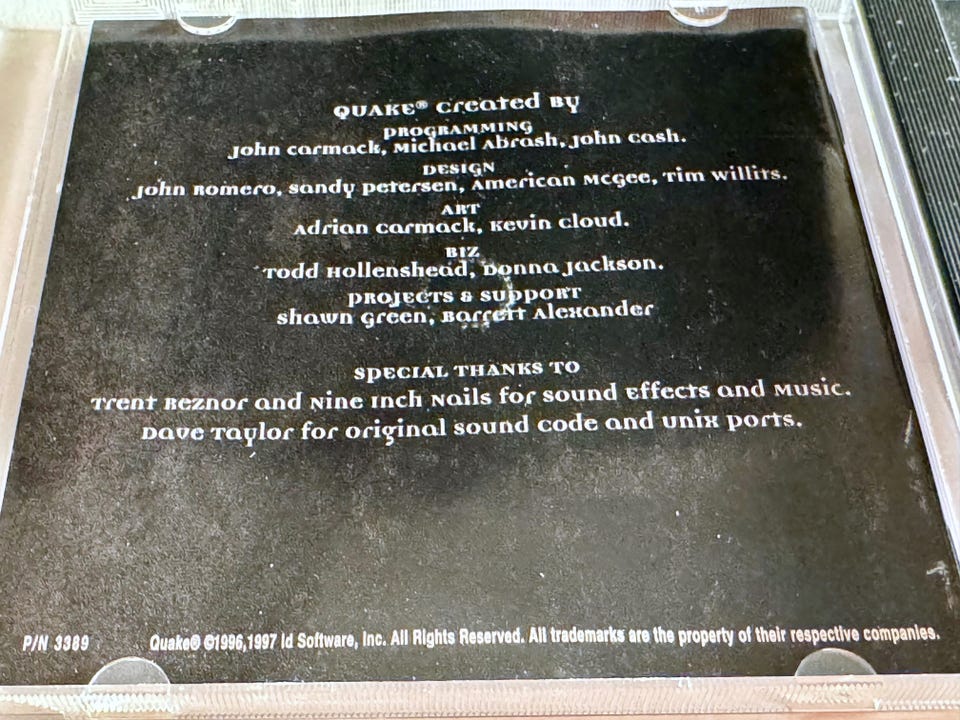 QUAKE® Created By
PROGRAMMING
John Carmack, Michael Abrash, John Cash.
DESIGN
John Romero, Sandy Petersen, American McGee, Tim Willits.
ART
Adrian Carmack, Kevin Cloud.
BIZ
Todd Hollenshead, Donna Jackson.
PROJECTS & SUPPORT
Shawn Green, Barrett Alexander
SPECIAL THANKS TO
Trent Reznor and Nine Inch Nails for sound Effects and Music.
Dave Taylor for original sound code and Unix ports.
P/N 3389 Quake® ©1996,1997 Id Software, Inc. All Rights Reserved. All trademarks are the property of their respective companies.